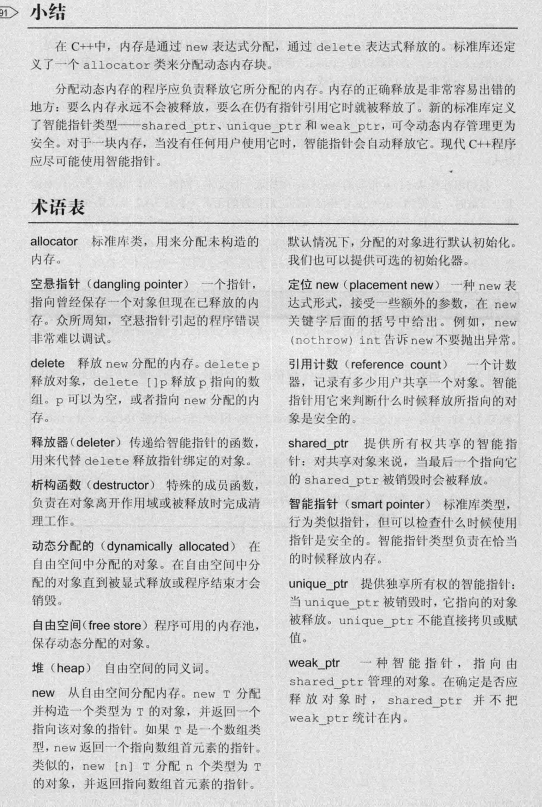 91
小结
在 C++中，内存是通过 new 表达式分配，通过 delete 表达式释放的。标准库还定
义了一个 allocator 类来分配动态内存块。
分配动态内存的程序应负责释放它所分配的内存。内存的正确释放是非常容易出错的
地方：要么内存永远不会被释放，要么在仍有指针引用它时就被释放了。新的标准库定义
了智能指针类型——shared_ptr、unique_ptr 和 weak_ptr，可令动态内存管理更为
安全。对于一块内存，当没有任何用户使用它时，智能指针会自动释放它。现代 C++程序
应尽可能使用智能指针。
术语表
allocator 标准库类，用来分配未构造的
内存。
空悬指针（dangling pointer） 一个指针，
指向曾经保存一个对象但现在已释放的内
存。众所周知，空悬指针引起的程序错误
非常难以调试。
delete 释放 new 分配的内存。delete p
释放对象，delete []p 释放 p 指向的数
组。p 可以为空，或者指向 new 分配的内
存。
释放器（deleter） 传递给智能指针的函数，
用来代替 delete 释放指针绑定的对象。
析构函数（destructor） 特殊的成员函数，
负责在对象离开作用域或被释放时完成清
理工作。
动态分配的（dynamically allocated） 在
自由空间中分配的对象。在自由空间中分
配的对象直到被显式释放或程序结束才会
销毁。
自由空间（free store） 程序可用的内存池，
保存动态分配的对象。
堆（heap） 自由空间的同义词。
new 从自由空间分配内存。new T 分配
并构造一个类型为 T 的对象，并返回一个
指向该对象的指针。如果 T 是一个数组类
型，new 返回一个指向数组首元素的指针。
类似的，new [n] T 分配 n 个类型为 T
的对象，并返回指向数组首元素的指针。
默认情况下，分配的对象进行默认初始化。
我们也可以提供可选的初始化器。
定位 new（placement new） 一种 new 表
达式形式，接受一些额外的参数，在 new
关键字后面的括号中给出。例如，new
(nothrow) int 告诉 new 不要抛出异常。
引用计数（reference count） 一个计数
器，记录有多少用户共享一个对象。智能
指针用它来判断什么时候释放所指向的对
象是安全的。
shared_ptr 提供所有权共享的智能指
针：对共享对象来说，当最后一个指向它
的 shared_ptr 被销毁时会被释放。
智能指针（smart pointer） 标准库类型，
行为类似指针，但可以检查什么时候使用
指针是安全的。智能指针类型负责在恰当
的时候释放内存。
unique_ptr 提供独享所有权的智能指针：
当 unique_ptr 被销毁时，它指向的对象
被释放。unique_ptr 不能直接拷贝或赋
值。
weak_ptr 一种智能指针，指向由
shared_ptr 管理的对象。在确定是否应
释放对象时，shared_ptr 并不把
weak_ptr 统计在内。